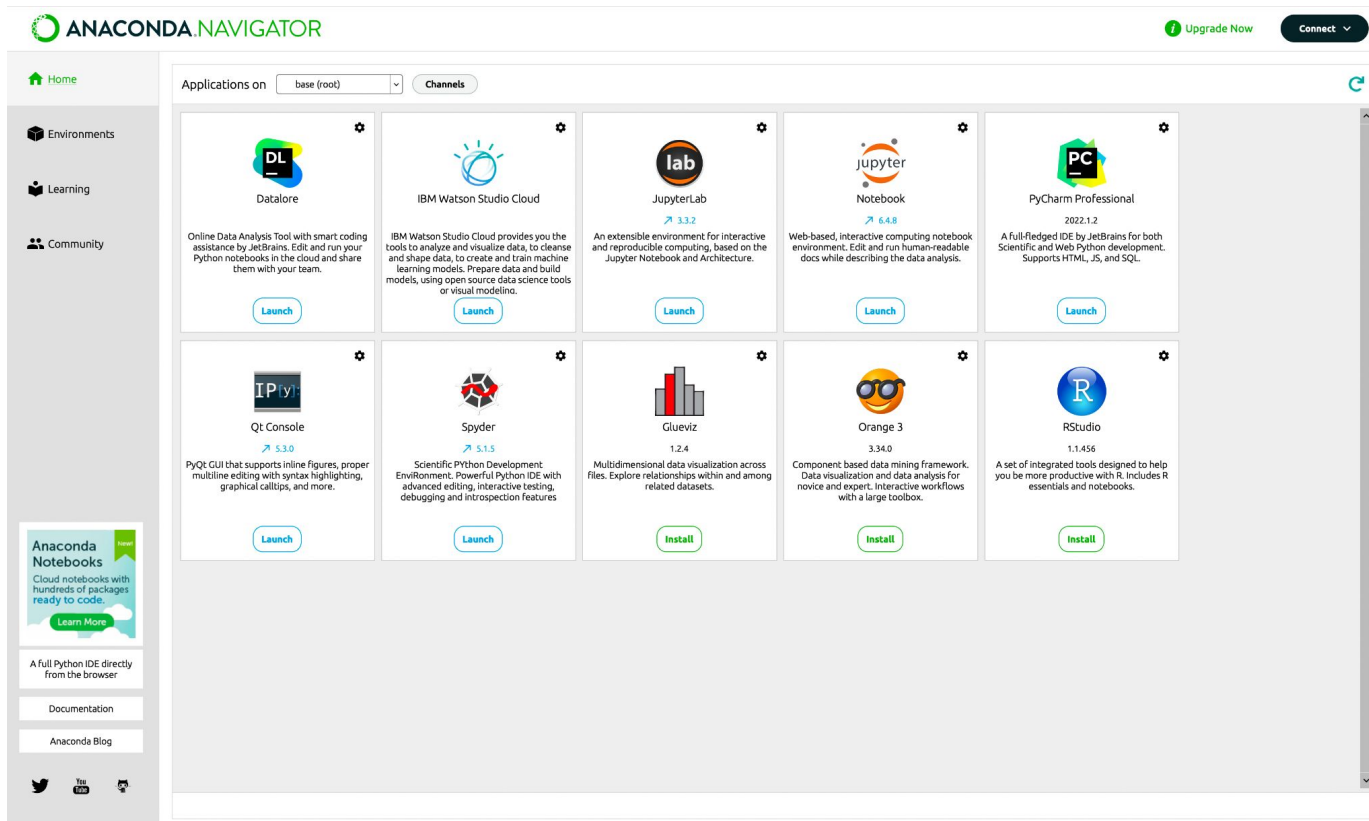 ANACONDA.NAVIGATOR
Upgrade Now
Connect
Home
Environments
Learning
Community
Applications on
base (root)
Channels
DL
Datalore
Online Data Analysis Tool with smart coding
assistance by JetBrains. Edit and run your
Python notebooks in the cloud and share
them with your team.
Launch
IBM Watson Studio Cloud
IBM Watson Studio Cloud provides you the
tools to analyze and visualize data, to cleanse
and shape data, to create and train machine
learning models. Prepare data and build
models, using open source data science tools
or visual modeling.
Launch
lab
JupyterLab
3.3.2
An extensible environment for interactive
and reproducible computing, based on the
Jupyter Notebook and Architecture.
Launch
jupyter
Notebook
6.4.8
Web-based, interactive computing notebook
environment. Edit and run human-readable
docs while describing the data analysis.
Launch
PC
PyCharm Professional
2022.1.2
A full-fledged IDE by JetBrains for both
Scientific and Web Python development.
Supports HTML, JS, and SQL.
Launch
IP[y]:
Qt Console
5.3.0
PyQt GUI that supports inline figures, proper
multiline editing with syntax highlighting,
graphical calltips, and more.
Launch
Spyder
5.1.5
Scientific PYthon Development
EnviRonment. Powerful Python IDE with
advanced editing, interactive testing,
debugging and introspection features
Launch
Glueviz
1.2.4
Multidimensional data visualization across
files. Explore relationships within and among
related datasets.
Install
Orange 3
3.34.0
Component based data mining framework.
Data visualization and data analysis for
novice and expert. Interactive workflows
with a large toolbox.
Install
R
RStudio
1.1.456
A set of integrated tools designed to help
you be more productive with R. Includes R
essentials and notebooks.
Install
Anaconda
Notebooks
New!
Cloud notebooks with
hundreds of packages
ready to code.
Learn More
A full Python IDE directly
from the browser
Documentation
Anaconda Blog
You
Tube